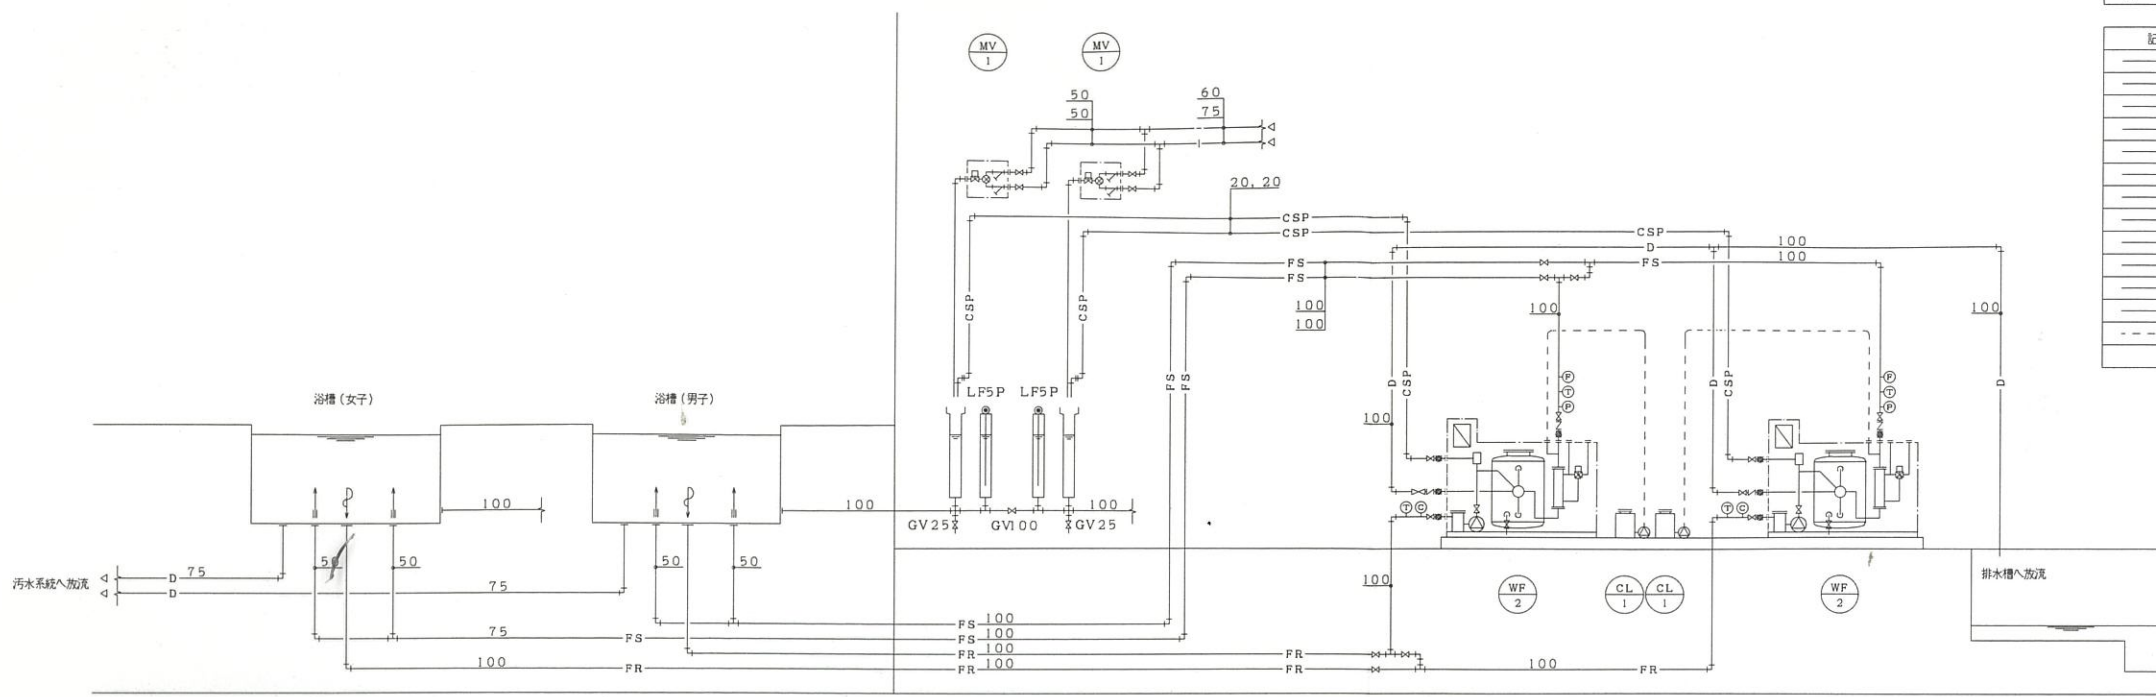 記
MV
1
MV
1
50
50
60
75
20, 20
CSP
CSP
CSP
D
100
FS
FS
FS
100
CSP
CSP
100
100
100
100
FS
FS
D
CSP
D
CSP
D
F
T
P
F
T
P
浴槽(女子)
浴槽(男子)
LF5P
LF5P
100
100
100
100
GV25
GV100
GV25
T
C
T
C
50
50
50
50
汚水系統へ放流
D
75
D
75
100
WF
2
CL
1
CL
1
WF
2
排水槽へ放流
FS
100
75
FS
FS
100
FR
100
FR
100
FR
FR
100
FR
100
FR